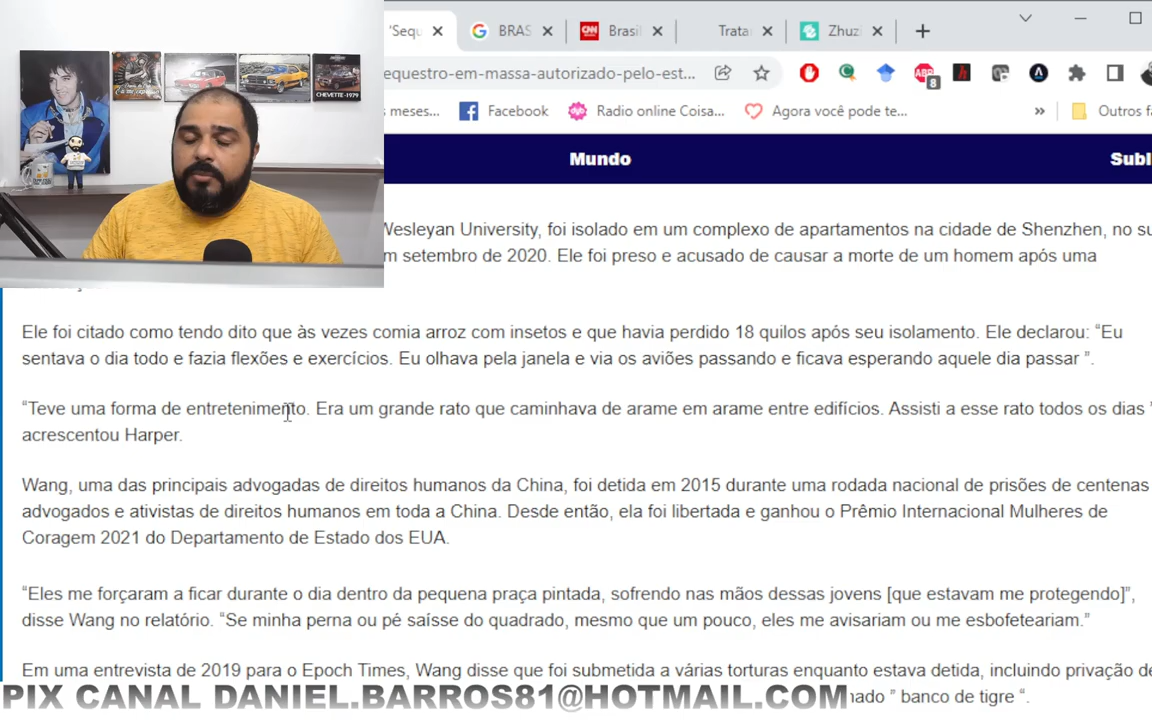 'Sequ
BRAS
CNN Brasil
Trata
Zhuzi
equestro-em-massa-autorizado-pelo-est...
ABP
8
h
s meses...
Facebook
Radio online Coisa...
Agora você pode te...
»
Outros f
CHEVETTE-1979
Mundo
Subl
Wesleyan University, foi isolado em um complexo de apartamentos na cidade de Shenzhen, no su
m setembro de 2020. Ele foi preso e acusado de causar a morte de um homem após uma
Ele foi citado como tendo dito que às vezes comia arroz com insetos e que havia perdido 18 quilos após seu isolamento. Ele declarou: “Eu
sentava o dia todo e fazia flexões e exercícios. Eu olhava pela janela e via os aviões passando e ficava esperando aquele dia passar ”.
“Teve uma forma de entretenimento. Era um grande rato que caminhava de arame em arame entre edifícios. Assisti a esse rato todos os dias ”
acrescentou Harper.
Wang, uma das principais advogadas de direitos humanos da China, foi detida em 2015 durante uma rodada nacional de prisões de centenas
advogados e ativistas de direitos humanos em toda a China. Desde então, ela foi libertada e ganhou o Prêmio Internacional Mulheres de
Coragem 2021 do Departamento de Estado dos EUA.
“Eles me forçaram a ficar durante o dia dentro da pequena praça pintada, sofrendo nas mãos dessas jovens [que estavam me protegendo]”,
disse Wang no relatório. “Se minha perna ou pé saísse do quadrado, mesmo que um pouco, eles me avisariam ou me esbofeteariam.”
Em uma entrevista de 2019 para o Epoch Times, Wang disse que foi submetida a várias torturas enquanto estava detida, incluindo privação de
PIX CANAL DANIEL.BARROS81@HOTMAIL.COM
nado ” banco de tigre “.